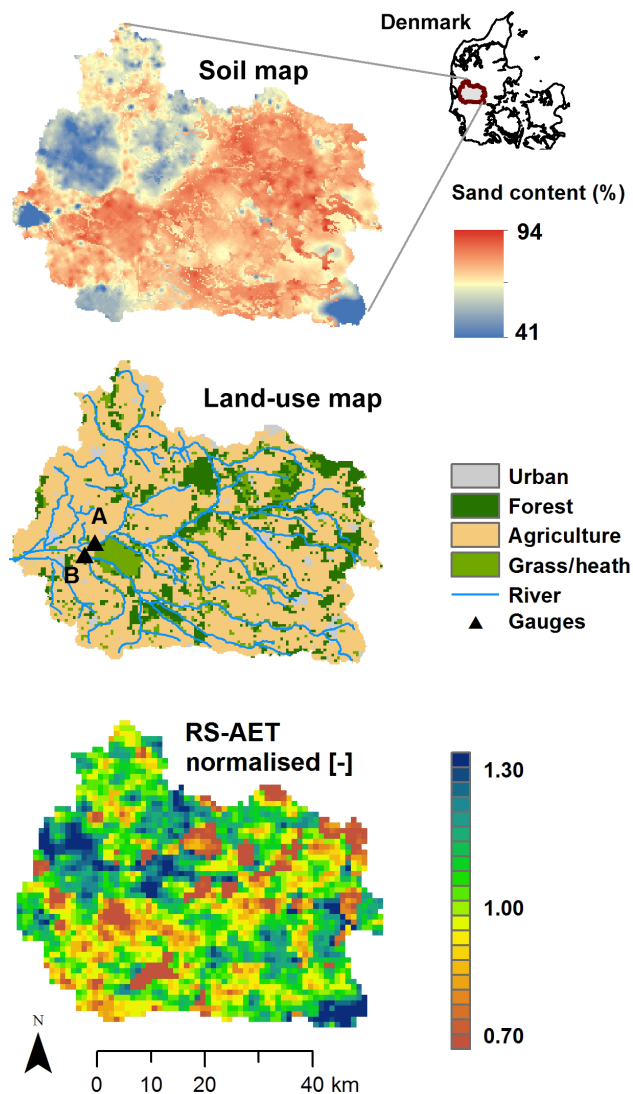 Denmark
Soil map
Sand content (%)
94
41
Land-use map
A
B
Urban
Forest
Agriculture
Grass/heath
River
Gauges
RS-AET
normalised [-]
1.30
1.00
0.70
N
0 10 20 40 km